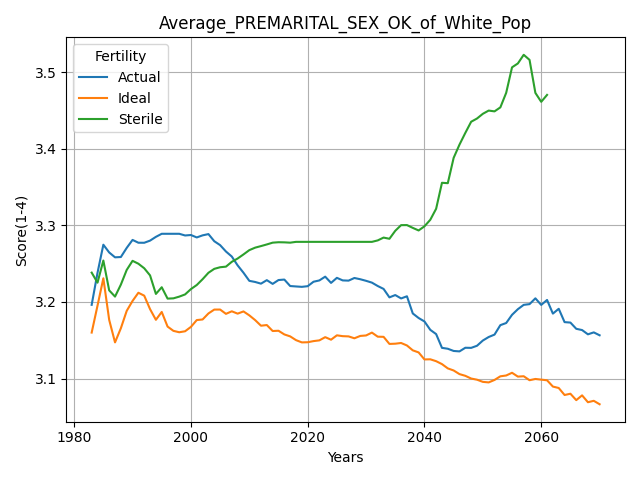 Average_PREMARITAL_SEX_OK_of_White_Pop
Fertility
Actual
Ideal
Sterile
Score(1-4)
3.5
3.4
3.3
3.2
3.1
1980
2000
2020
2040
2060
Years